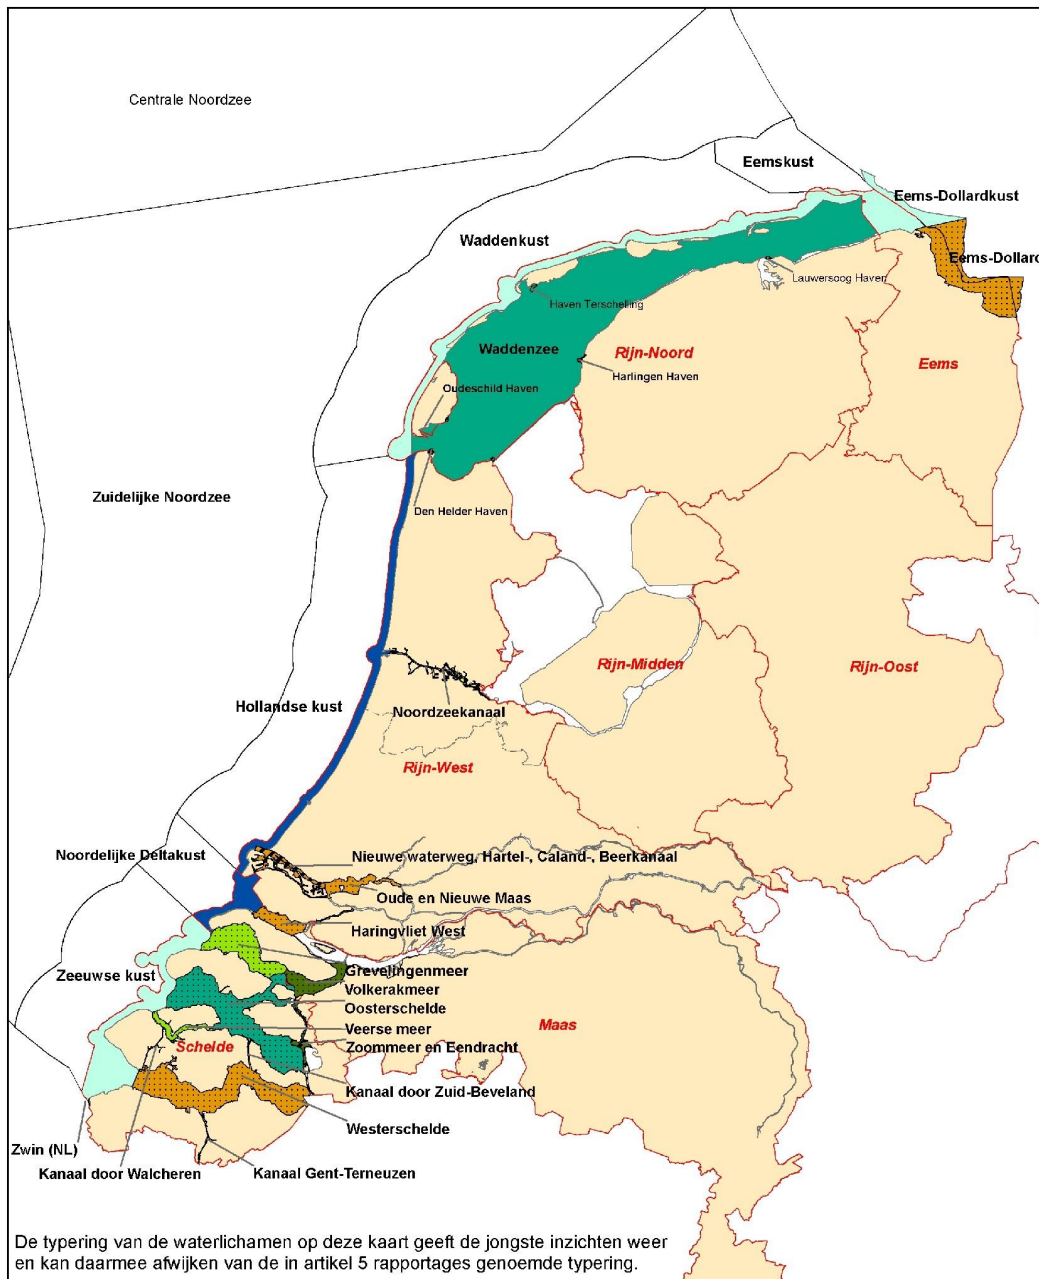 Centrale Noordzee
Eemskust
Eems-Dollardkust
Waddenkust
Eems-Dollard
Lauwersoog Haven
Haven Terschelling
Waddenzee
Rijn-Noord
Eems
Harlingen Haven
Oudeschild Haven
Zuidelijke Noordzee
Den Helder Haven
Rijn-Midden
Rijn-Oost
Hollandse kust
Noordzeekanaal
Rijn-West
Noordelijke Deltakust
Nieuwe waterweg, Hartel-, Caland-, Beerkanaal
Oude en Nieuwe Maas
Haringvliet West
Zeeuwse kust
Grevelingenmeer
Volkerakmeer
Oosterschelde
Veerse meer
Maas
Schelde
Zoommeer en Eendracht
Kanaal door Zuid-Beveland
Westerschelde
Zwin (NL)
Kanaal door Walcheren
Kanaal Gent-Terneuzen
De typering van de waterlichamen op deze kaart geeft de jongste inzichten weer
en kan daarmee afwijken van de in artikel 5 rapportages genoemde typering.